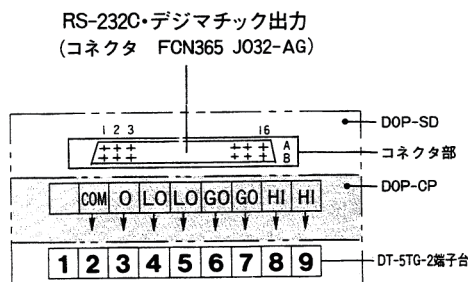 RS-232C・デジマチック出力
(コネクタ FCN365 J032-AG)
1 2 3 16
A
B
DOP-SD
コネクタ部
DOP-CP
COM O LO LO GO GO HI HI
1 2 3 4 5 6 7 8 9
DT-5TG-2端子台